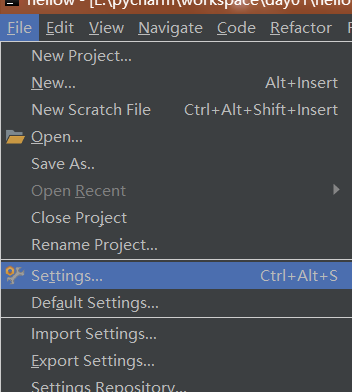 hellow - [E:\pycharm\workspace\day01\hello
File Edit View Navigate Code Refactor
New Project...
New... Alt+Insert
New Scratch File Ctrl+Alt+Shift+Insert
Open...
Save As..
Open Recent
Close Project
Rename Project...
Settings... Ctrl+Alt+S
Default Settings...
Import Settings...
Export Settings...
Settings Repository...